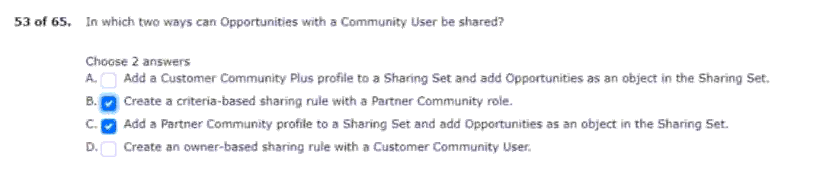 53 of 65. In which two ways can Opportunities with a Community User be shared?
Choose 2 answers
A. Add a Customer Community Plus profile to a Sharing Set and add Opportunities as an object in the Sharing Set.
B. Create a criteria-based sharing rule with a Partner Community role.
C. Add a Partner Community profile to a Sharing Set and add Opportunities as an object in the Sharing Set.
D. Create an owner-based sharing rule with a Customer Community User.